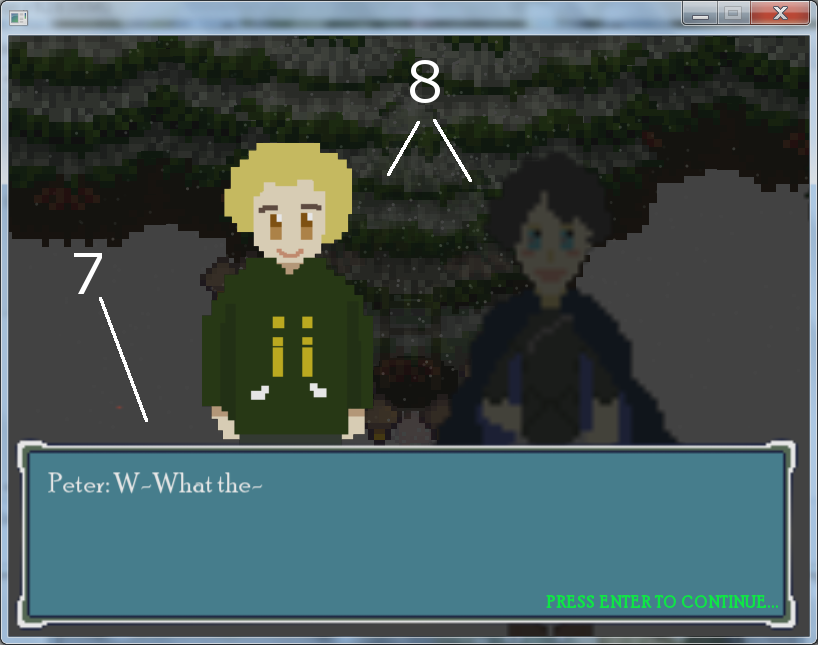 8
7
Peter: W~What the~
PRESS ENTER TO CONTINUE...